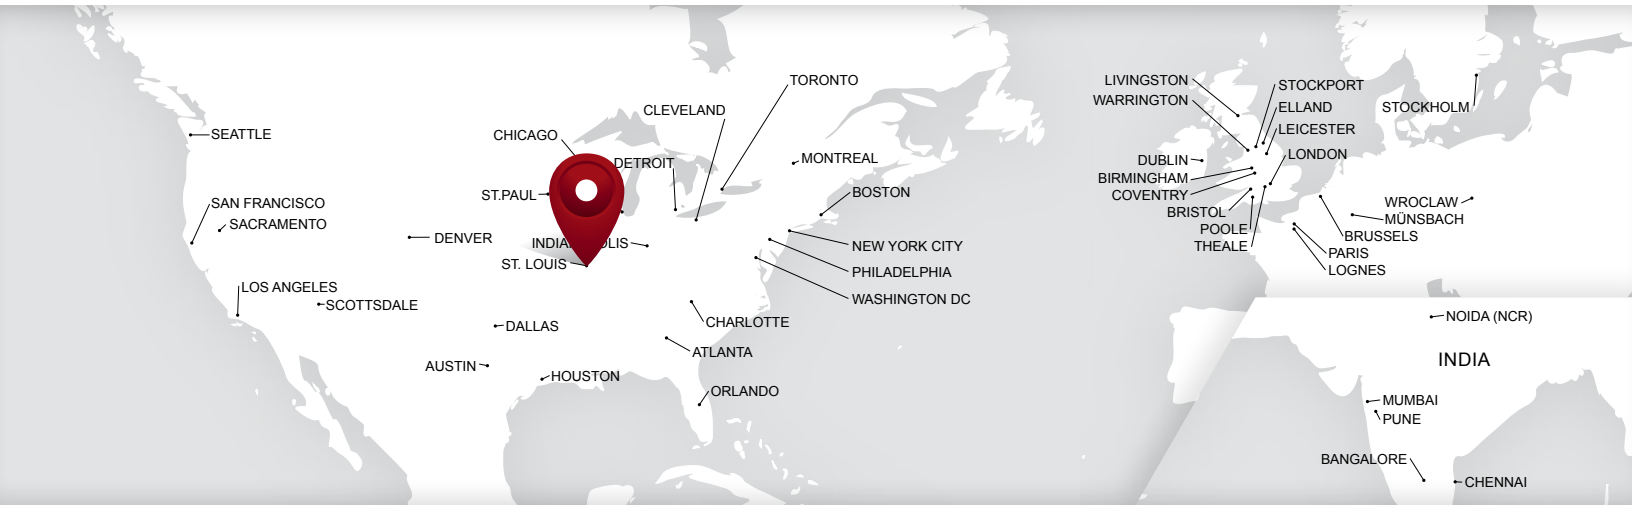 TORONTO
CLEVELAND
CHICAGO
SEATTLE
DETROIT
MONTREAL
ST.PAUL
BOSTON
SAN FRANCISCO
SACRAMENTO
DENVER
ST. LOUIS
NEW YORK CITY
PHILADELPHIA
WASHINGTON DC
LOS ANGELES
SCOTTSDALE
DALLAS
CHARLOTTE
ATLANTA
AUSTIN
HOUSTON
ORLANDO
LIVINGSTON
WARRINGTON
STOCKPORT
ELLAND
LEICESTER
LONDON
STOCKHOLM
DUBLIN
BIRMINGHAM
COVENTRY
BRISTOL
POOLE
THEALE
WROCLAW
MÜNSBACH
BRUSSELS
PARIS
LOGNES
NOIDA (NCR)
INDIA
MUMBAI
PUNE
BANGALORE
CHENNAI